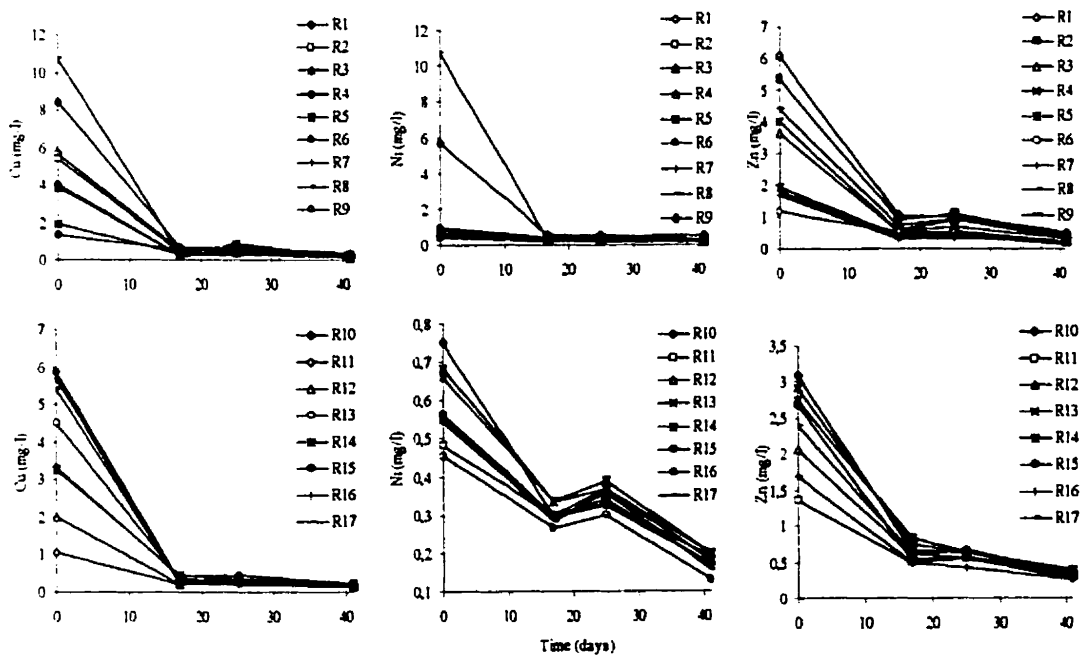 Cu (mg/l)
12
10
8
6
4
2
0
0 10 20 30 40
R1
R2
R3
R4
R5
R6
R7
R8
R9
Ni (mg/l)
12
10
8
6
4
2
0
0 10 20 30 40
R1
R2
R3
R4
R5
R6
R7
R8
R9
Zn (mg/l)
7
6
5
4
3
2
1
0
0 10 20 30 40
R1
R2
R3
R4
R5
R6
R7
R8
R9
Cu (mg/l)
7
6
5
4
3
2
1
0
0 10 20 30 40
R10
R11
R12
R13
R14
R15
R16
R17
Ni (mg/l)
0,8
0,7
0,6
0,5
0,4
0,3
0,2
0,1
0 10 20 30 40
R10
R11
R12
R13
R14
R15
R16
R17
Zn (mg/l)
3,5
3
2,5
2
1,5
1
0,5
0
0 10 20 30 40
R10
R11
R12
R13
R14
R15
R16
R17
Time (days)